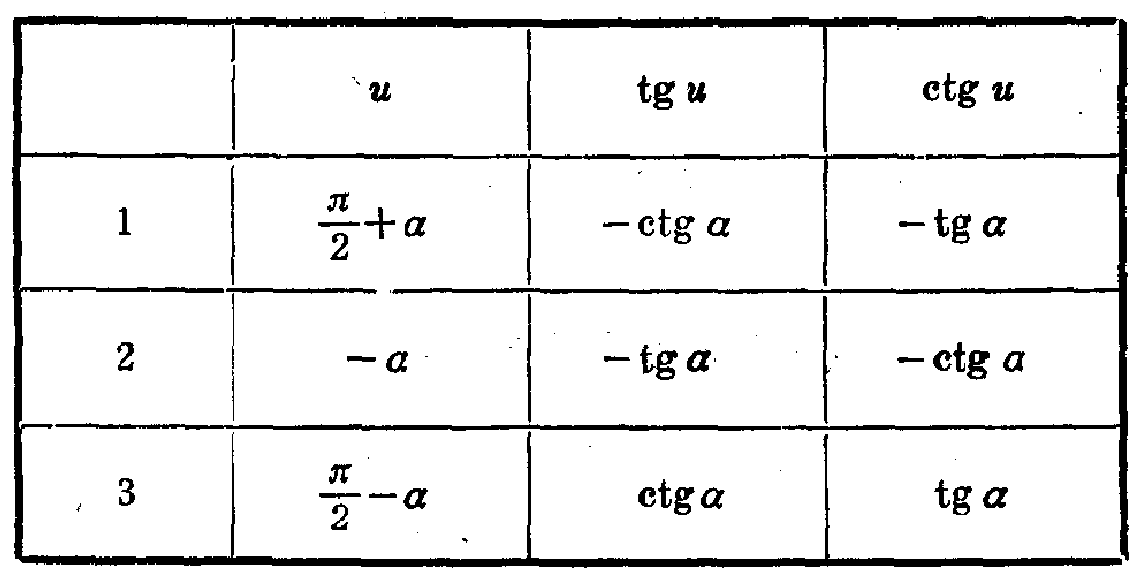 u tg u ctg u
1 π/2 + α − ctg α − tg α
2 − α − tg α − ctg α
3 π/2 − α ctg α tg α